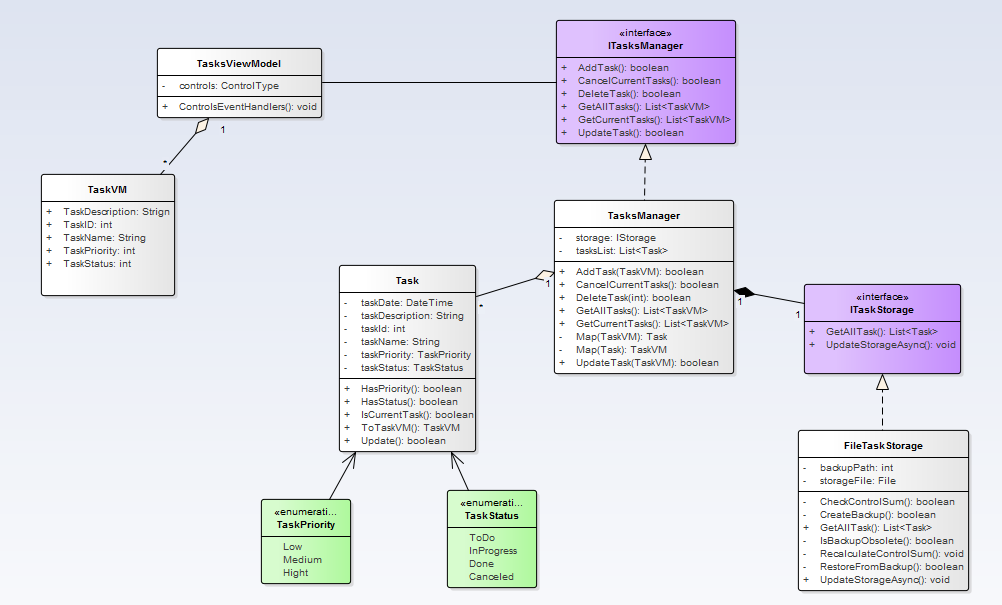 «interface»
ITasksManager
+ AddTask(): boolean
+ CancelCurrentTasks(): boolean
+ DeleteTask(): boolean
+ GetAllTasks(): List<TaskVM>
+ GetCurrentTasks(): List<TaskVM>
+ UpdateTask(): boolean
TasksViewModel
- controls: ControlType
+ ControlsEventHandlers(): void
1
*
TaskVM
+ TaskDescription: Strign
+ TaskID: int
+ TaskName: String
+ TaskPriority: int
+ TaskStatus: int
TasksManager
- storage: IStorage
- tasksList: List<Task>
+ AddTask(TaskVM): boolean
+ CancelCurrentTasks(): boolean
+ DeleteTask(int): boolean
+ GetAllTasks(): List<TaskVM>
+ GetCurrentTasks(): List<TaskVM>
- Map(TaskVM): Task
- Map(Task): TaskVM
+ UpdateTask(TaskVM): boolean
1
*
1
1
Task
- taskDate: DateTime
- taskDescription: String
- taskId: int
- taskName: String
- taskPriority: TaskPriority
- taskStatus: TaskStatus
+ HasPriority(): boolean
+ HasStatus(): boolean
+ IsCurrentTask(): boolean
+ ToTaskVM(): TaskVM
+ Update(): boolean
«interface»
ITaskStorage
+ GetAllTask(): List<Task>
+ UpdateStorageAsync(): void
FileTaskStorage
- backupPath: int
- storageFile: File
- CheckControlSum(): boolean
- CreateBackup(): boolean
+ GetAllTask(): List<Task>
- IsBackupObsolete(): boolean
- RecalculateControlSum(): void
- RestoreFromBackup(): boolean
+ UpdateStorageAsync(): void
«enumerati...
TaskPriority
Low
Medium
Hight
«enumerati...
TaskStatus
ToDo
InProgress
Done
Canceled